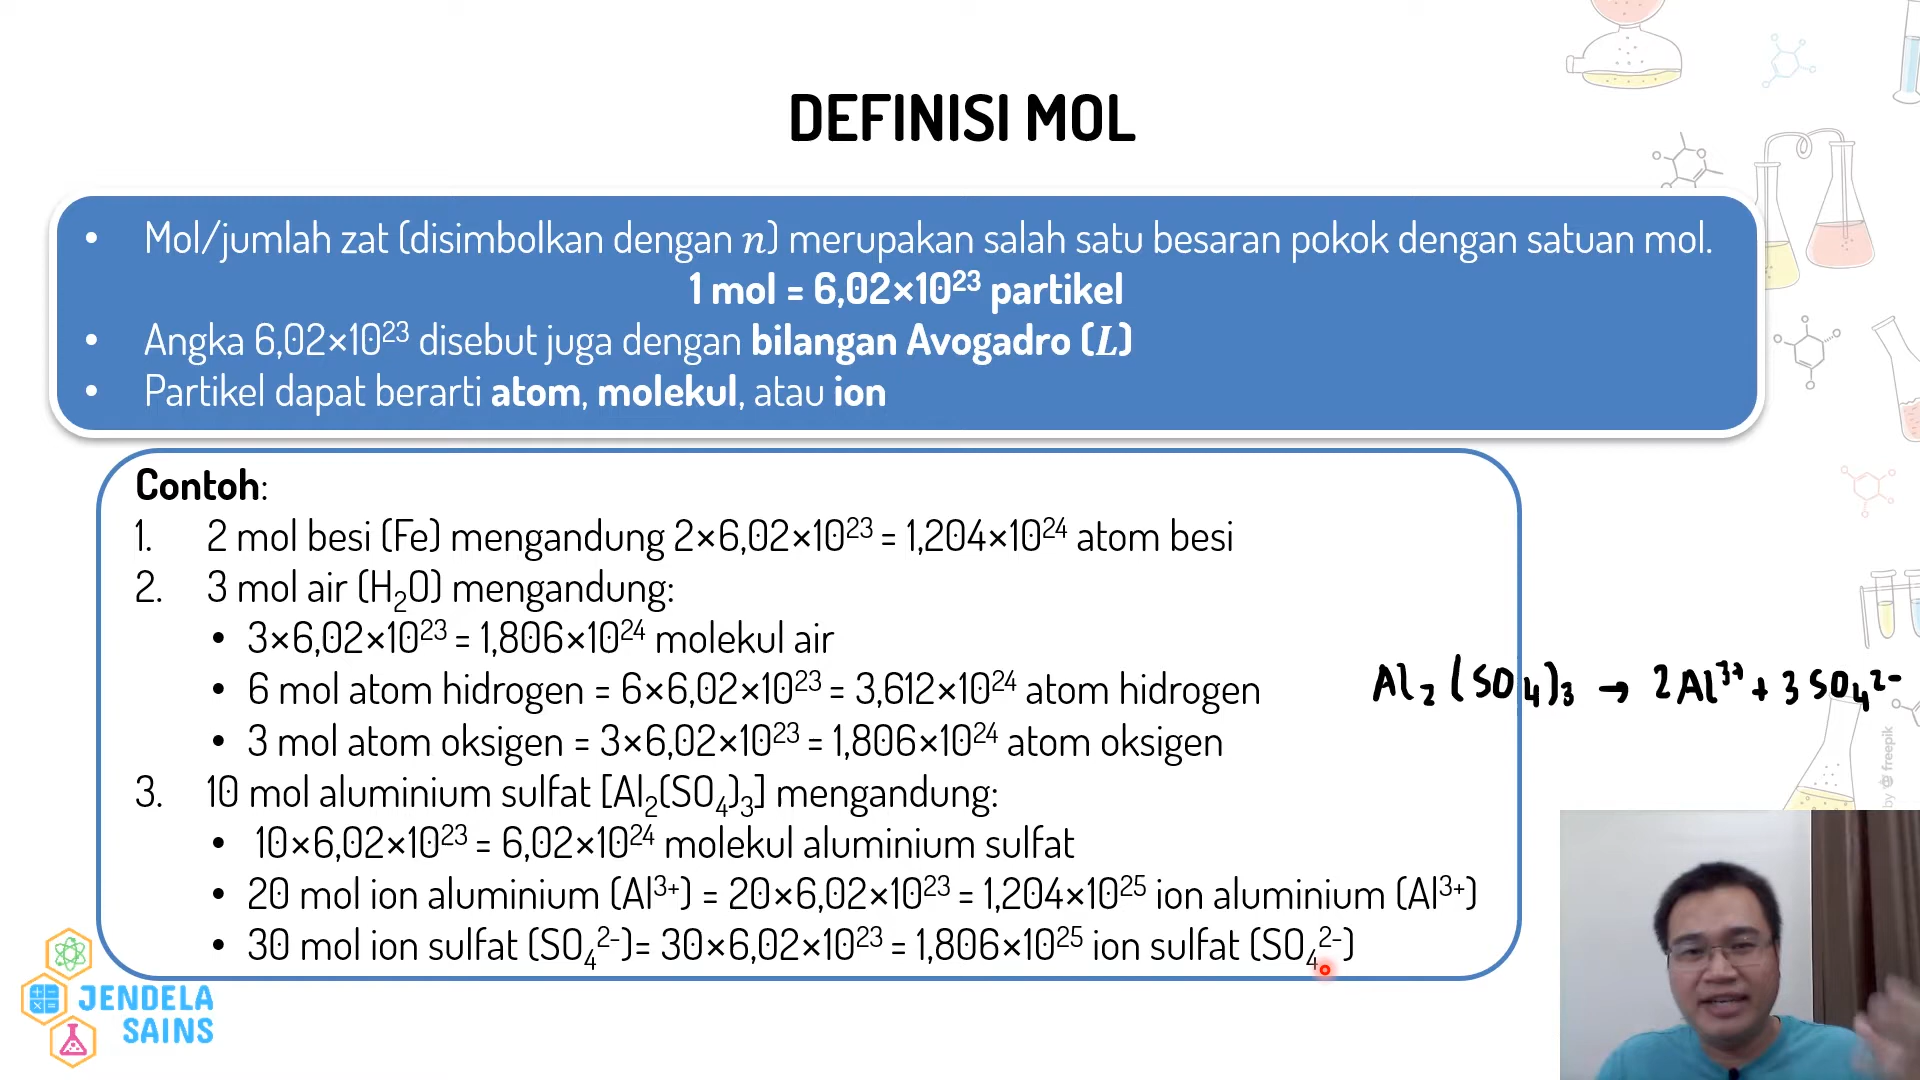 DEFINISI MOL
• Mol/jumlah zat (disimbolkan dengan n) merupakan salah satu besaran pokok dengan satuan mol.
1 mol = 6,02×10²³ partikel
• Angka 6,02×10²³ disebut juga dengan bilangan Avogadro (L)
• Partikel dapat berarti atom, molekul, atau ion
Contoh:
1. 2 mol besi (Fe) mengandung 2×6,02×10²³ = 1,204×10²⁴ atom besi
2. 3 mol air (H₂O) mengandung:
• 3×6,02×10²³ = 1,806×10²⁴ molekul air
• 6 mol atom hidrogen = 6×6,02×10²³ = 3,612×10²⁴ atom hidrogen
• 3 mol atom oksigen = 3×6,02×10²³ = 1,806×10²⁴ atom oksigen
3. 10 mol aluminium sulfat [Al₂(SO₄)₃] mengandung:
• 10×6,02×10²³ = 6,02×10²⁴ molekul aluminium sulfat
• 20 mol ion aluminium (Al³⁺) = 20×6,02×10²³ = 1,204×10²⁵ ion aluminium (Al³⁺)
• 30 mol ion sulfat (SO₄²⁻)= 30×6,02×10²³ = 1,806×10²⁵ ion sulfat (SO₄²⁻)
Al₂(SO₄)₃ → 2Al³⁺ + 3SO₄²⁻
by freepik
JENDELA
SAINS